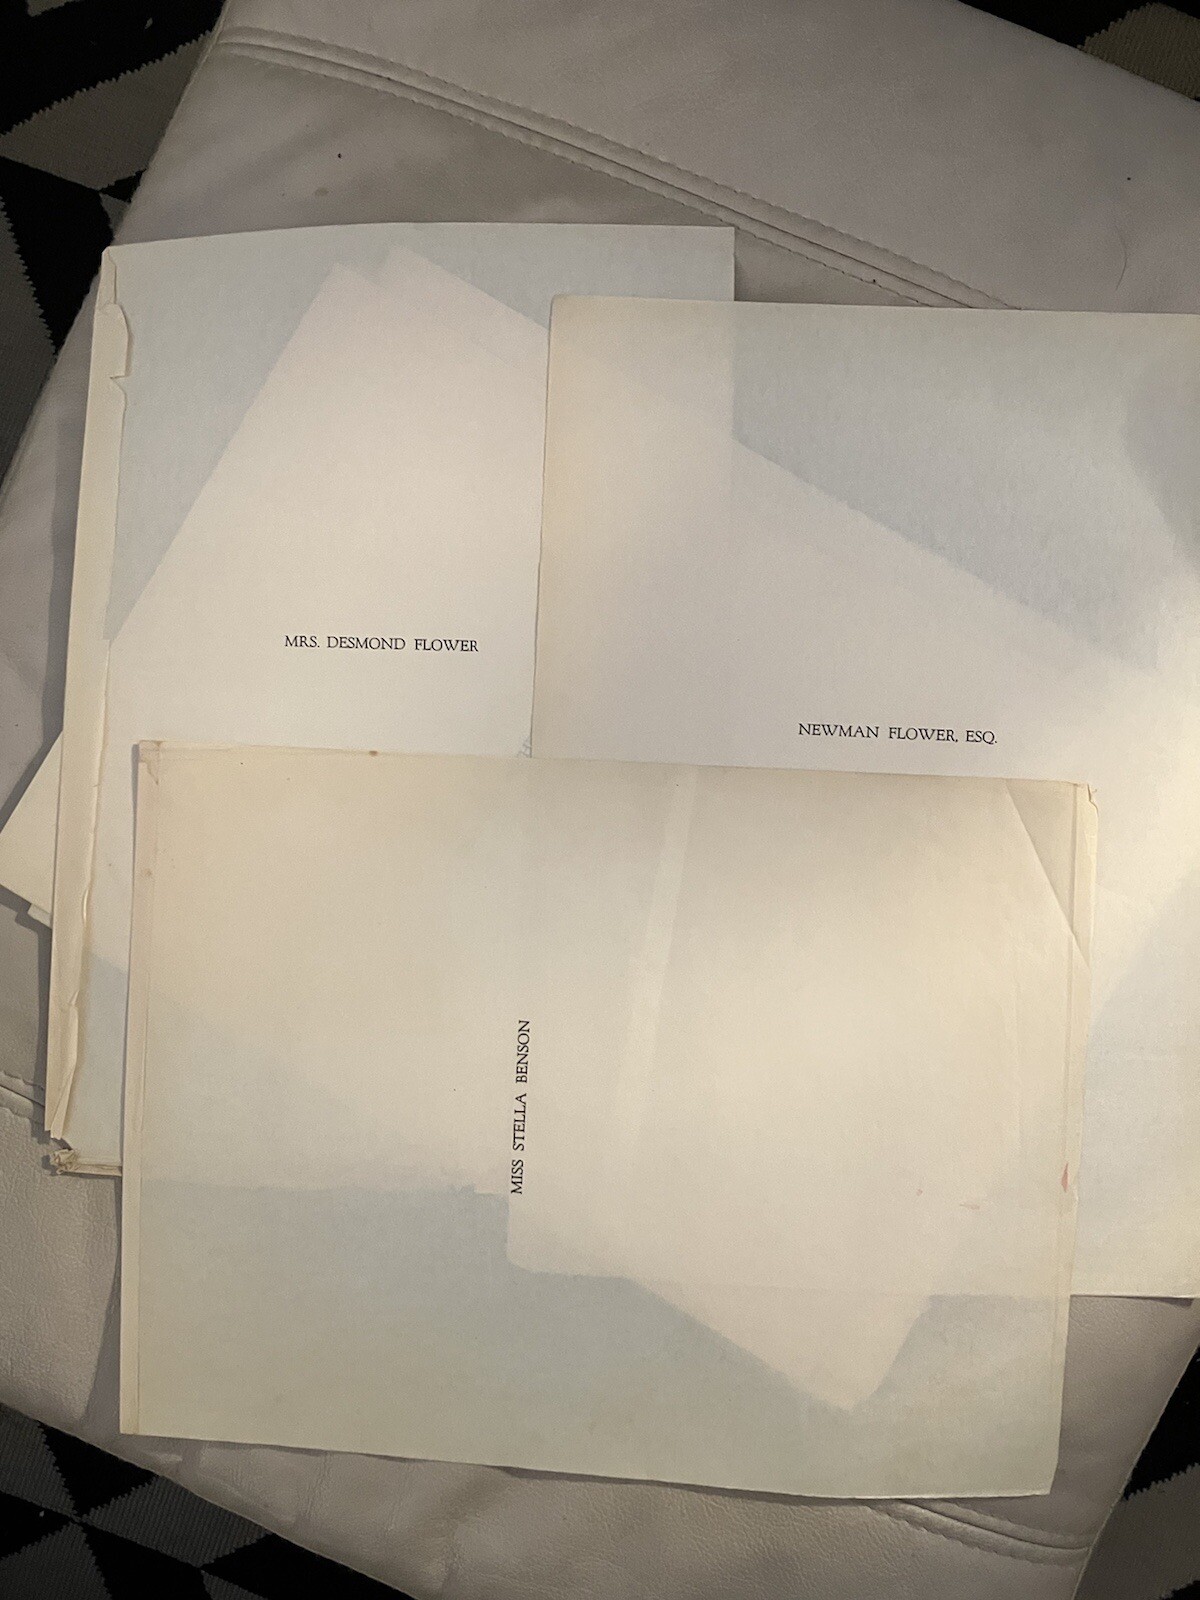 MRS. DESMOND FLOWER
NEWMAN FLOWER, ESQ.
MISS STELLA BENSON